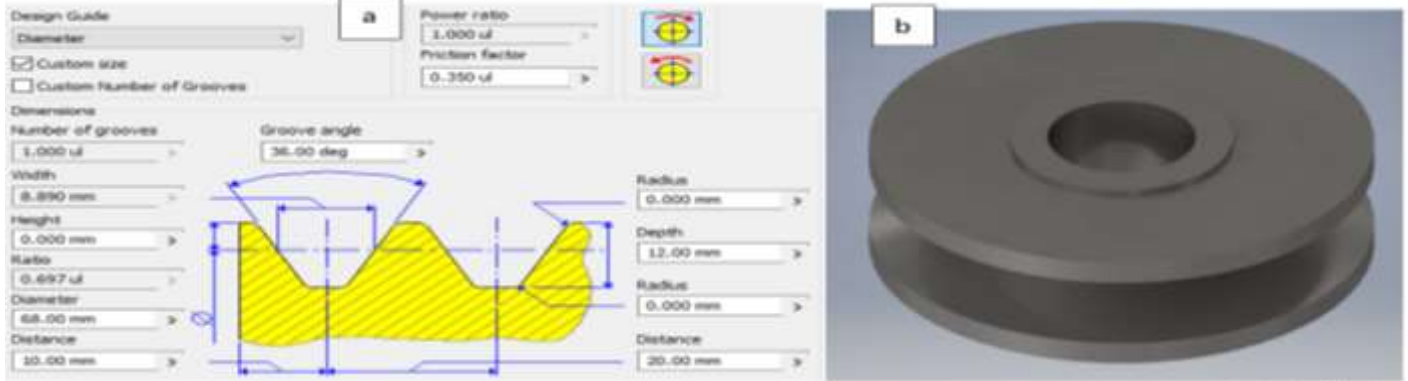 a
b
Design Guide
Diameter
Custom size
Custom Number of Grooves
Power ratio
1.000 ul
Friction factor
0.350 ul
Dimensions
Number of grooves
1.000 ul
Groove angle
36.00 deg
Width
8.890 mm
Height
0.000 mm
Ratio
0.697 ul
Diameter
68.00 mm
Distance
10.00 mm
Radius
0.000 mm
Depth
12.00 mm
Radius
0.000 mm
Distance
20.00 mm